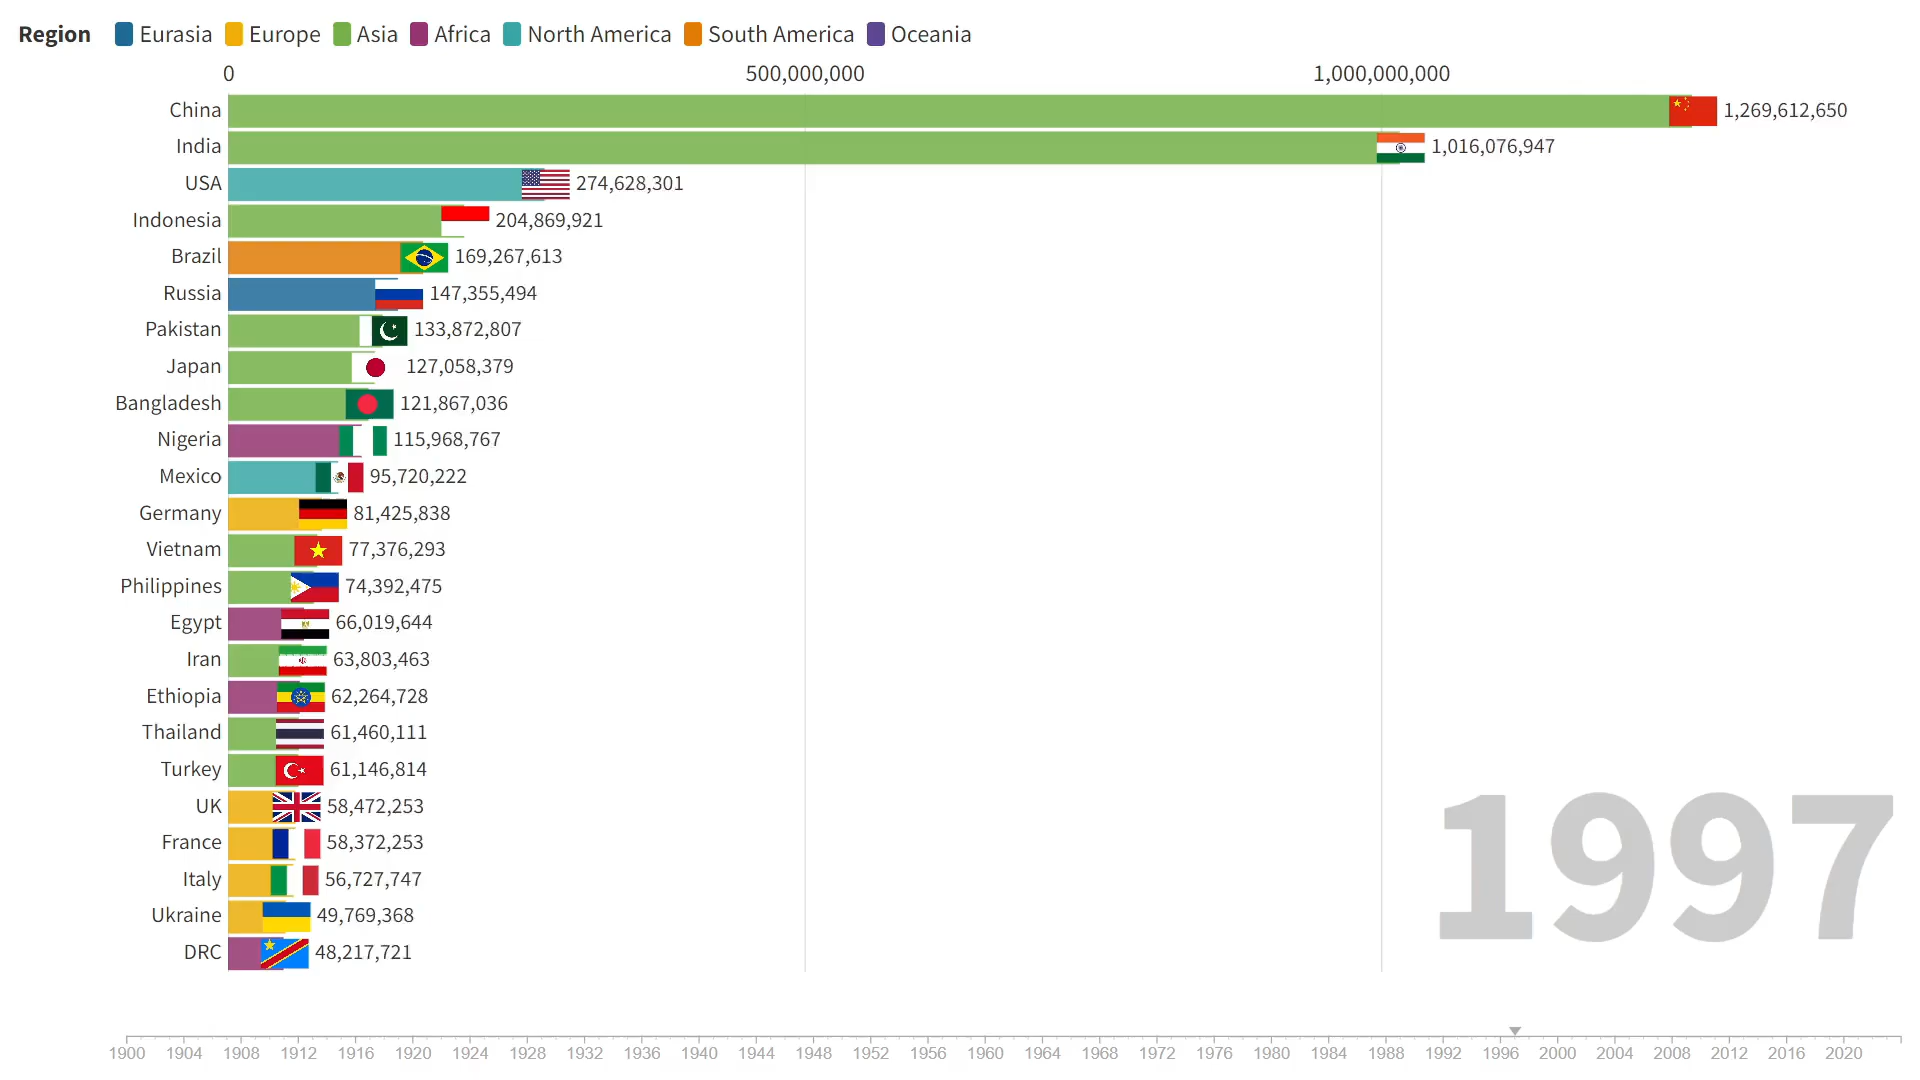 Region Eurasia Europe Asia Africa North America South America Oceania
0 500,000,000 1,000,000,000
China 1,269,612,650
India 1,016,076,947
USA 274,628,301
Indonesia 204,869,921
Brazil 169,267,613
Russia 147,355,494
Pakistan 133,872,807
Japan 127,058,379
Bangladesh 121,867,036
Nigeria 115,968,767
Mexico 95,720,222
Germany 81,425,838
Vietnam 77,376,293
Philippines 74,392,475
Egypt 66,019,644
Iran 63,803,463
Ethiopia 62,264,728
Thailand 61,460,111
Turkey 61,146,814
UK 58,472,253
France 58,372,253
Italy 56,727,747
Ukraine 49,769,368
DRC 48,217,721
1997
1900 1904 1908 1912 1916 1920 1924 1928 1932 1936 1940 1944 1948 1952 1956 1960 1964 1968 1972 1976 1980 1984 1988 1992 1996 2000 2004 2008 2012 2016 2020